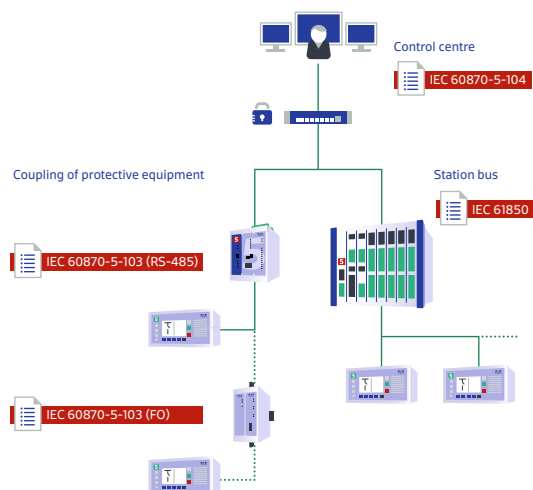 Control centre
IEC 60870-5-104
Coupling of protective equipment
Station bus
IEC 61850
IEC 60870-5-103 (RS-485)
IEC 60870-5-103 (FO)